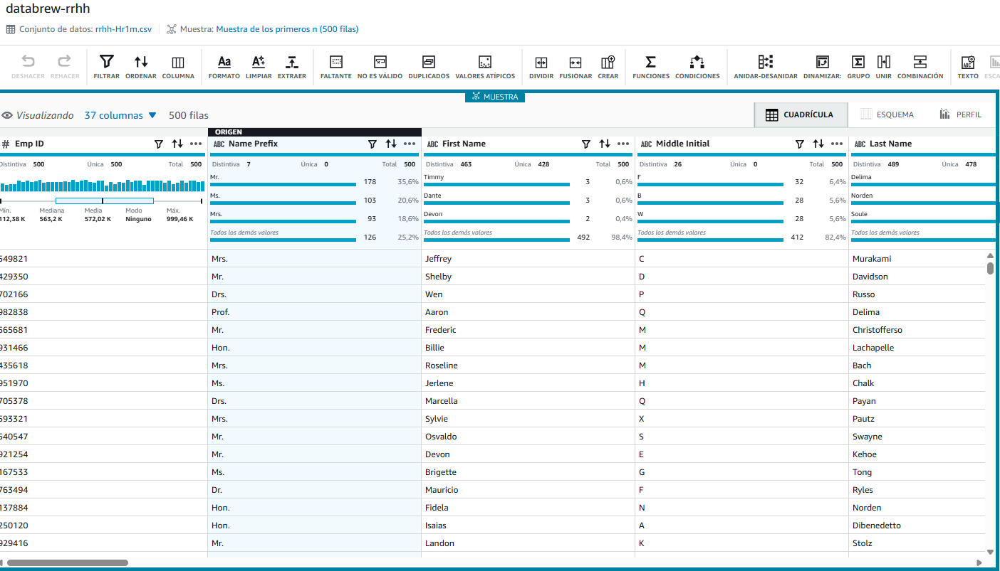 databrew-rrhh
Conjunto de datos: rrhh-Hr1m.csv Muestra: Muestra de los primeros n (500 filas)
DESHACER REHACER FILTRAR ORDENAR COLUMNA FORMATO LIMPIAR EXTRAER FALTANTE NO ES VÁLIDO DUPLICADOS VALORES ATÍPICOS DIVIDIR FUSIONAR CREAR FUNCIONES CONDICIONES ANIDAR-DESANIDAR DINAMIZAR: GRUPO UNIR COMBINACIÓN TEXTO
MUESTRA
Visualizando 37 columnas 500 filas CUADRÍCULA ESQUEMA PERFIL
ORIGEN
# Emp ID ABC Name Prefix ABC First Name ABC Middle Initial ABC Last Name
Distintiva 500 Única 500 Total 500 Distintiva 7 Única 0 Total 500 Distintiva 463 Única 428 Total 500 Distintiva 26 Única 0 Total 500 Distintiva 489 Única 478
Mr. 178 35,6% Timmy 3 0,6% F 32 6,4% Delima
Ms. 103 20,6% Dante 3 0,6% B 28 5,6% Norden
Mín. Mediana Media Modo Máx. Mrs. 93 18,6% Devon 2 0,4% W 28 5,6% Soule
112,38 K 563,2 K 572,02 K Ninguno 999,46 K
Todos los demás valores 126 25,2% Todos los demás valores 492 98,4% Todos los demás valores 412 82,4% Todos los demás valores
549821 Mrs. Jeffrey C Murakami
429350 Mr. Shelby D Davidson
702166 Drs. Wen P Russo
982838 Prof. Aaron Q Delima
565681 Mr. Frederic M Christofferso
931466 Hon. Billie M Lachapelle
435618 Mrs. Roseline M Bach
951970 Ms. Jerlene H Chalk
705378 Drs. Marcella Q Payan
593321 Mrs. Sylvie X Pautz
540547 Mr. Osvaldo S Swayne
921254 Mr. Devon E Kehoe
167533 Ms. Brigette G Tong
763494 Dr. Mauricio F Ryles
137884 Hon. Fidela N Norden
250120 Hon. Isaias A Dibenedetto
929416 Mr. Landon K Stolz